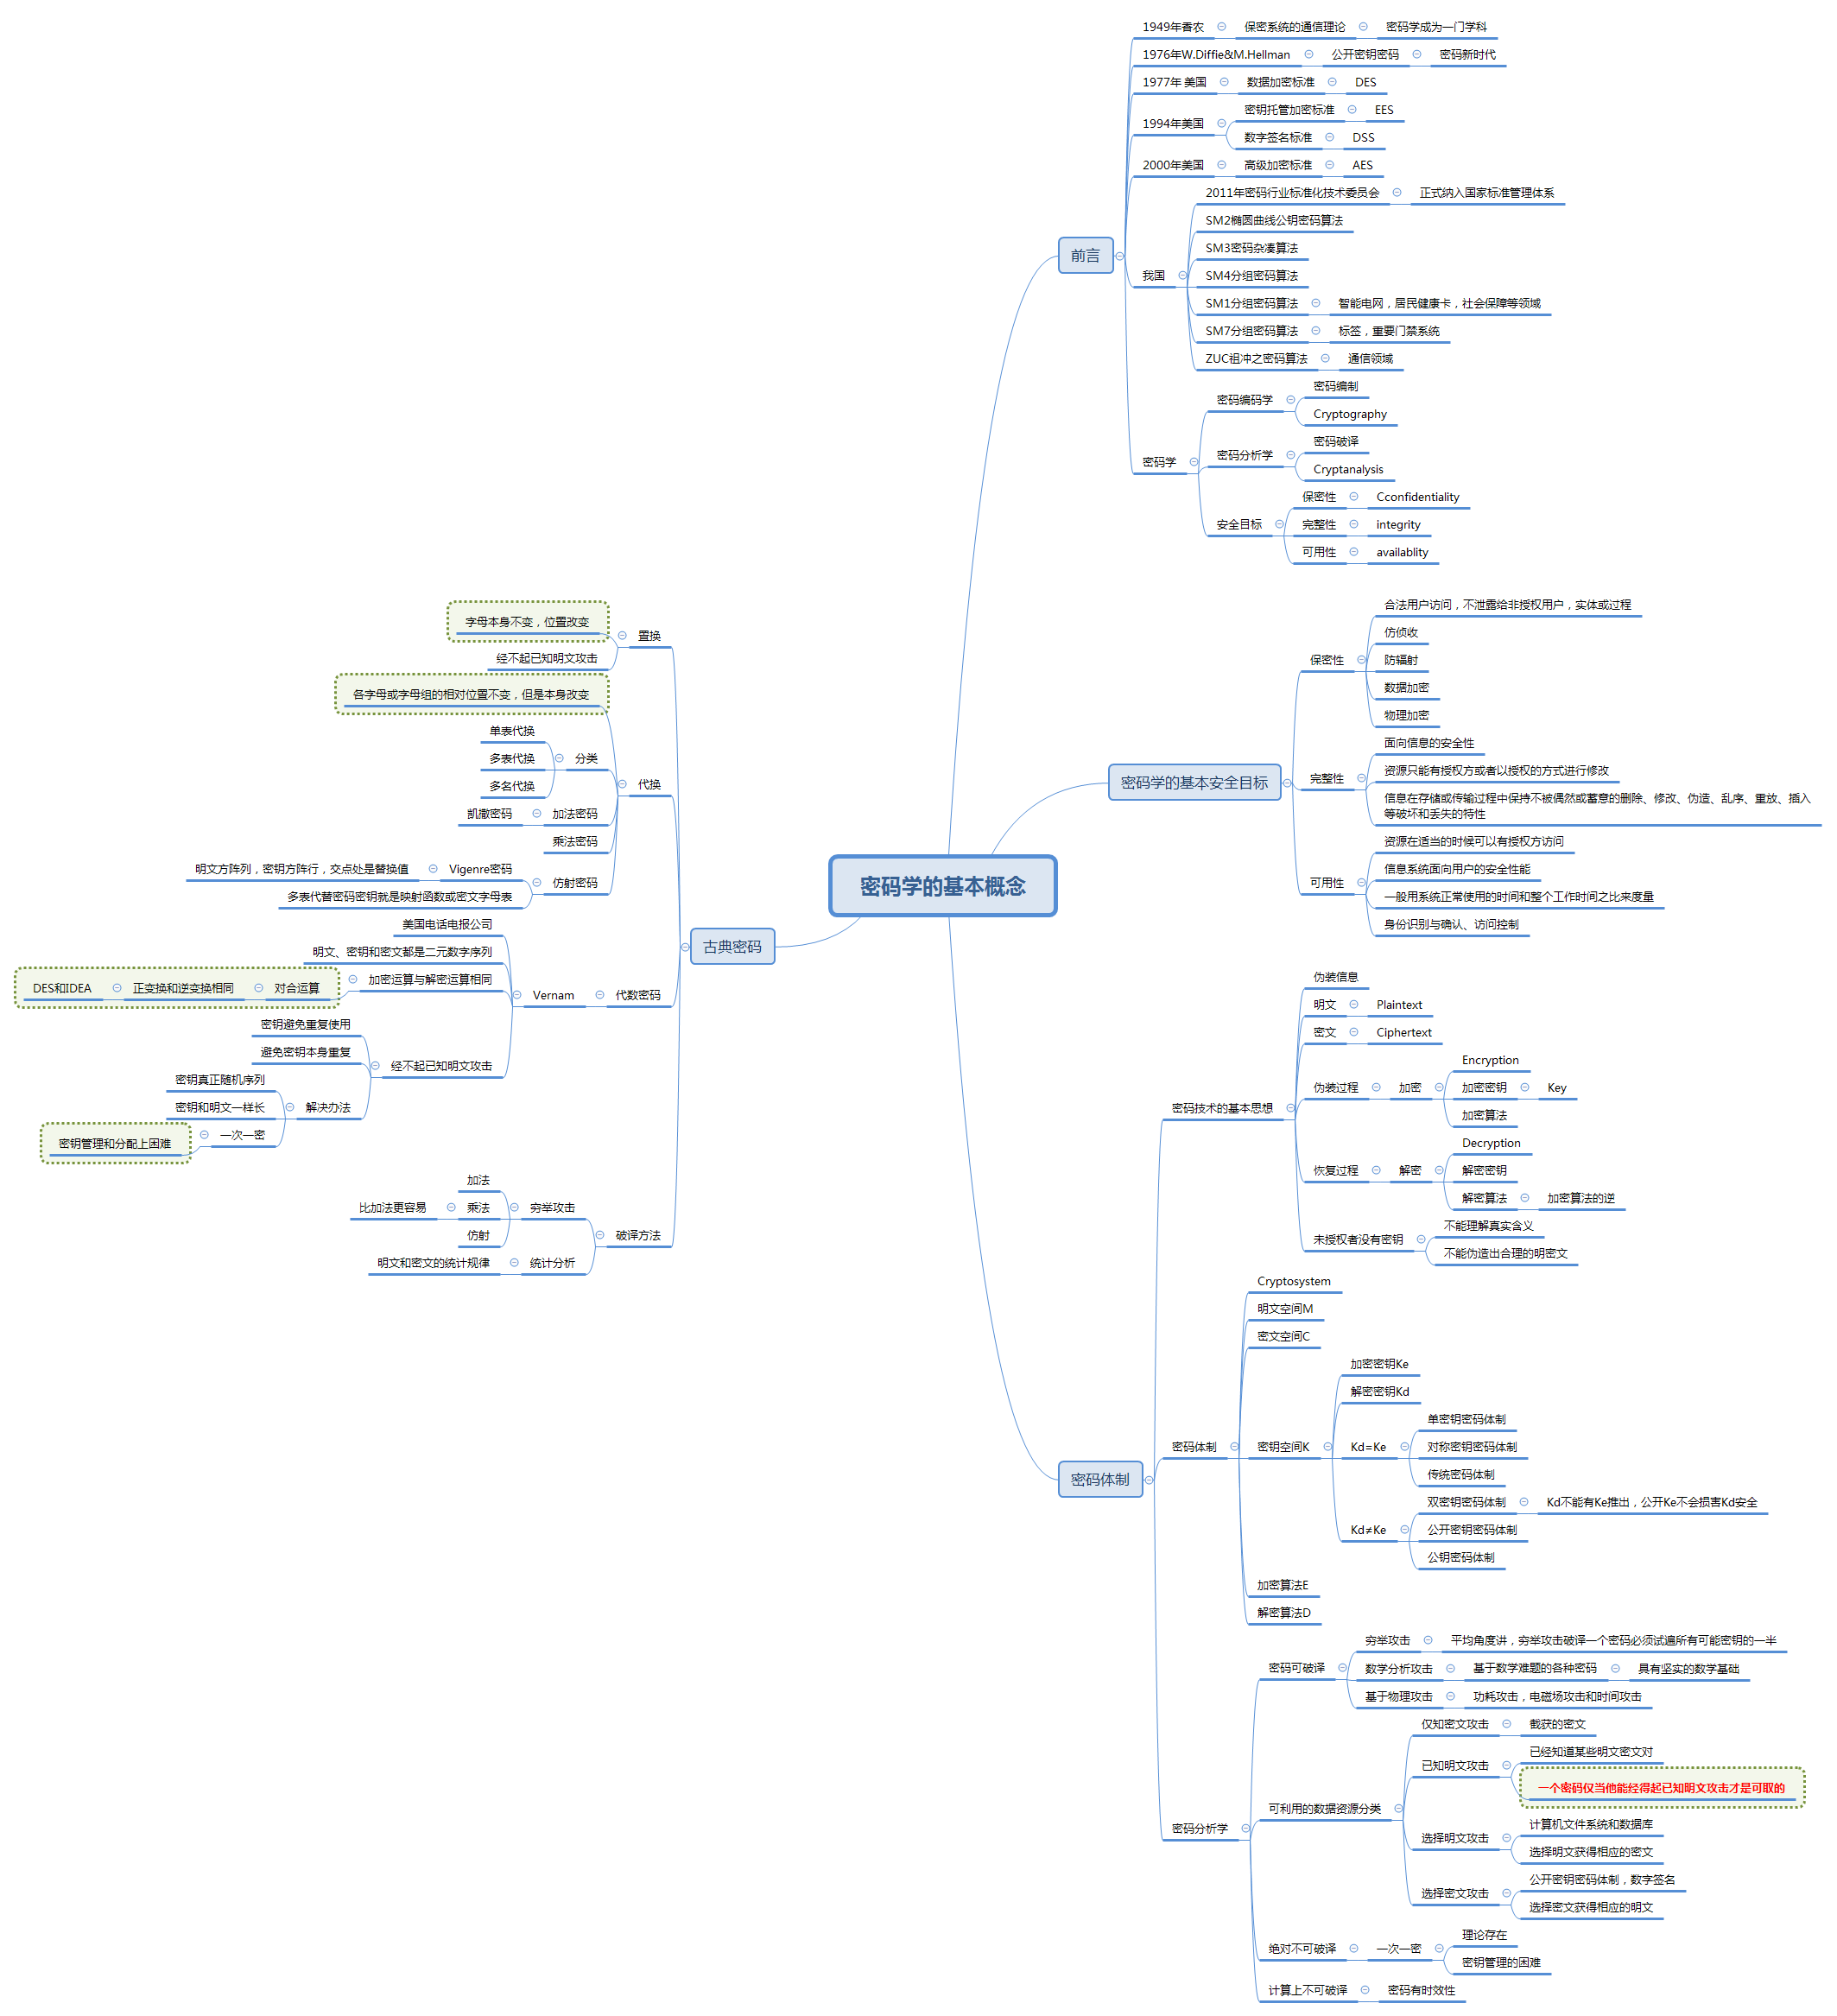 密码学的基本概念
前言
1949年香农
保密系统的通信理论
密码学成为一门学科
1976年W.Diffie&M.Hellman
公开密钥密码
密码新时代
1977年 美国
数据加密标准
DES
1994年美国
密钥托管加密标准
EES
数字签名标准
DSS
2000年美国
高级加密标准
AES
我国
2011年密码行业标准化技术委员会
正式纳入国家标准管理体系
SM2椭圆曲线公钥密码算法
SM3密码杂凑算法
SM4分组密码算法
SM1分组密码算法
智能电网，居民健康卡，社会保障等领域
SM7分组密码算法
标签，重要门禁系统
ZUC祖冲之密码算法
通信领域
密码学
密码编码学
密码编制
Cryptography
密码分析学
密码破译
Cryptanalysis
安全目标
保密性
Cconfidentiality
完整性
integrity
可用性
availablity
密码学的基本安全目标
保密性
合法用户访问，不泄露给非授权用户，实体或过程
仿侦收
防辐射
数据加密
物理加密
完整性
面向信息的安全性
资源只能有授权方或者以授权的方式进行修改
信息在存储或传输过程中保持不被偶然或蓄意的删除、修改、伪造、乱序、重放、插入
等破坏和丢失的特性
可用性
资源在适当的时候可以有授权方访问
信息系统面向用户的安全性能
一般用系统正常使用的时间和整个工作时间之比来度量
身份识别与确认、访问控制
密码体制
密码技术的基本思想
伪装信息
明文
Plaintext
密文
Ciphertext
伪装过程
加密
Encryption
加密密钥
Key
加密算法
恢复过程
解密
Decryption
解密密钥
解密算法
加密算法的逆
未授权者没有密钥
不能理解真实含义
不能伪造出合理的明密文
密码体制
Cryptosystem
明文空间M
密文空间C
密钥空间K
加密密钥Ke
解密密钥Kd
Kd=Ke
单密钥密码体制
对称密钥密码体制
传统密码体制
Kd≠Ke
双密钥密码体制
Kd不能有Ke推出，公开Ke不会损害Kd安全
公开密钥密码体制
公钥密码体制
加密算法E
解密算法D
密码分析学
密码可破译
穷举攻击
平均角度讲，穷举攻击破译一个密码必须试遍所有可能密钥的一半
数学分析攻击
基于数学难题的各种密码
具有坚实的数学基础
基于物理攻击
功耗攻击，电磁场攻击和时间攻击
可利用的数据资源分类
仅知密文攻击
截获的密文
已知明文攻击
已经知道某些明文密文对
一个密码仅当他能经得起已知明文攻击才是可取的
选择明文攻击
计算机文件系统和数据库
选择明文获得相应的密文
选择密文攻击
公开密钥密码体制，数字签名
选择密文获得相应的明文
绝对不可破译
一次一密
理论存在
密钥管理的困难
计算上不可破译
密码有时效性
古典密码
置换
字母本身不变，位置改变
经不起已知明文攻击
代换
各字母或字母组的相对位置不变，但是本身改变
分类
单表代换
多表代换
多名代换
加法密码
凯撒密码
乘法密码
仿射密码
Vigenre密码
明文方阵列，密钥方阵行，交点处是替换值
多表代替密码密钥就是映射函数或密文字母表
代数密码
Vernam
美国电话电报公司
明文、密钥和密文都是二元数字序列
加密运算与解密运算相同
对合运算
正变换和逆变换相同
DES和IDEA
经不起已知明文攻击
密钥避免重复使用
避免密钥本身重复
解决办法
密钥真正随机序列
密钥和明文一样长
一次一密
密钥管理和分配上困难
破译方法
穷举攻击
加法
乘法
比加法更容易
仿射
统计分析
明文和密文的统计规律